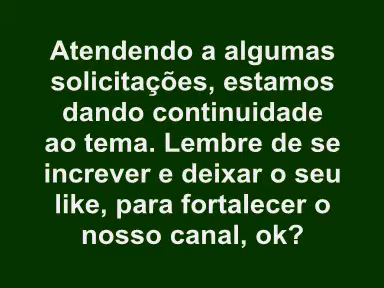 Atendendo a algumas
solicitações, estamos
dando continuidade
ao tema. Lembre de se
increver e deixar o seu
like, para fortalecer o
nosso canal, ok?